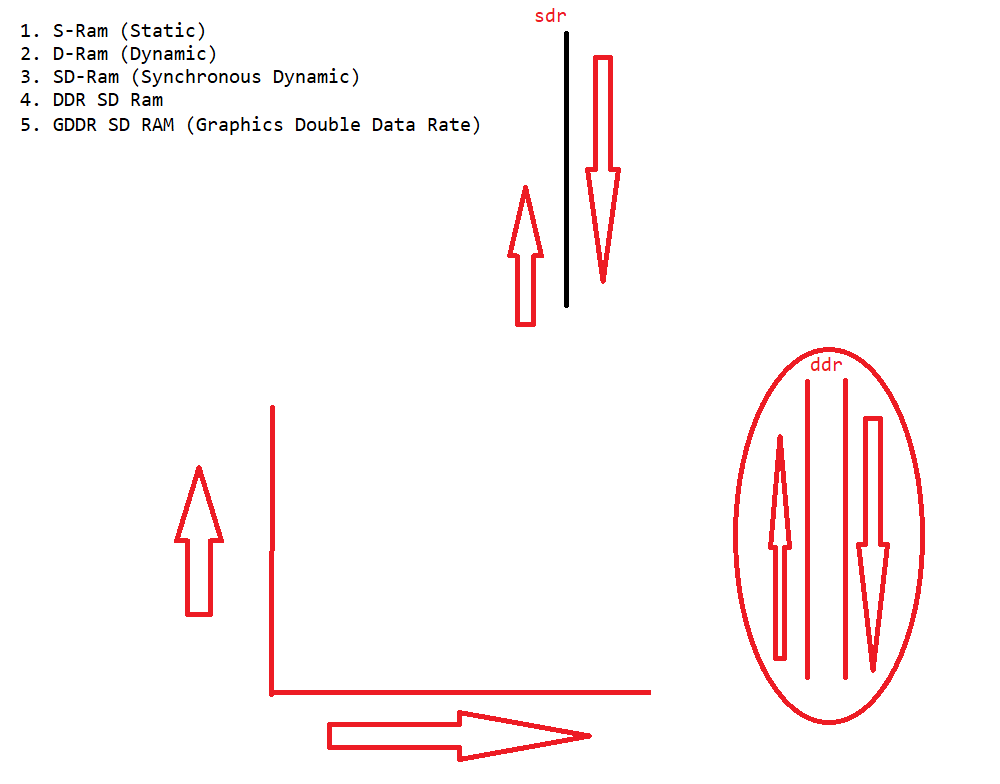 sdr
1. S-Ram (Static)
2. D-Ram (Dynamic)
3. SD-Ram (Synchronous Dynamic)
4. DDR SD Ram
5. GDDR SD RAM (Graphics Double Data Rate)
ddr